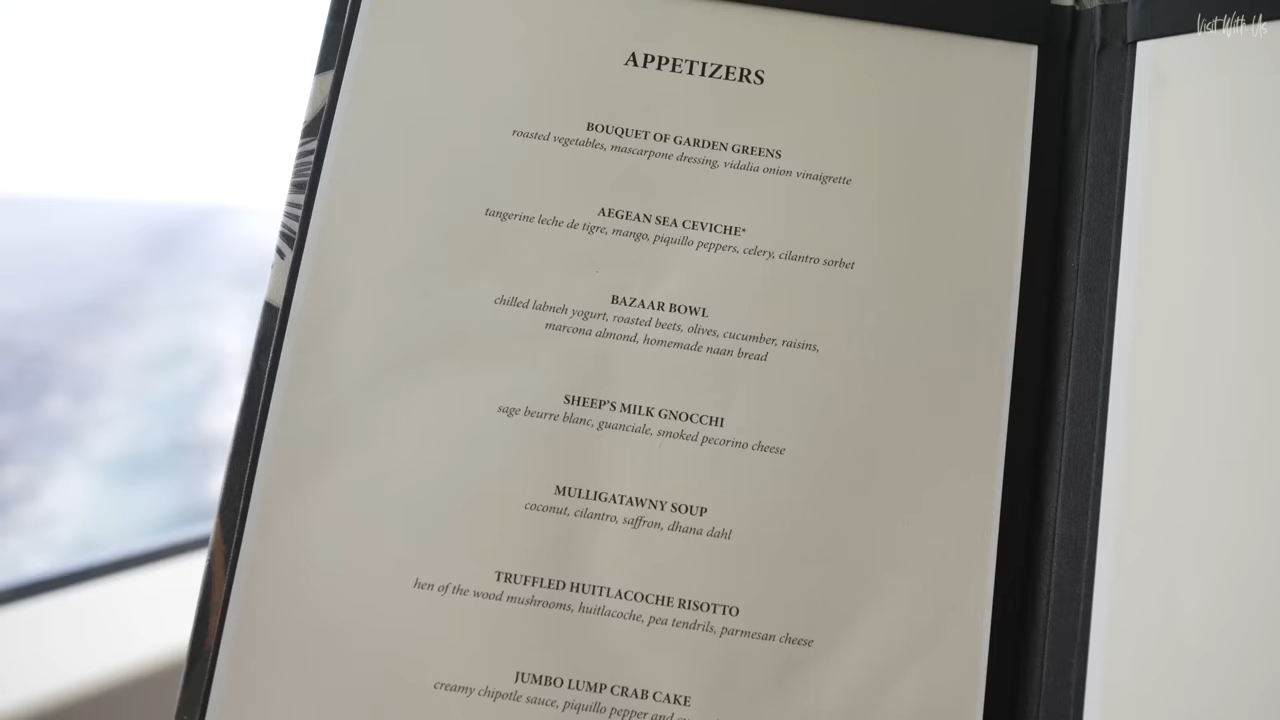 Visit With Us
APPETIZERS
BOUQUET OF GARDEN GREENS
roasted vegetables, mascarpone dressing, vidalia onion vinaigrette
AEGEAN SEA CEVICHE*
tangerine leche de tigre, mango, piquillo peppers, celery, cilantro sorbet
BAZAAR BOWL
chilled labneh yogurt, roasted beets, olives, cucumber, raisins,
marcona almond, homemade naan bread
SHEEP'S MILK GNOCCHI
sage beurre blanc, guanciale, smoked pecorino cheese
MULLIGATAWNY SOUP
coconut, cilantro, saffron, dhana dahl
TRUFFLED HUITLACOCHE RISOTTO
hen of the wood mushrooms, huitlacoche, pea tendrils, parmesan cheese
JUMBO LUMP CRAB CAKE
creamy chipotle sauce, piquillo pepper and